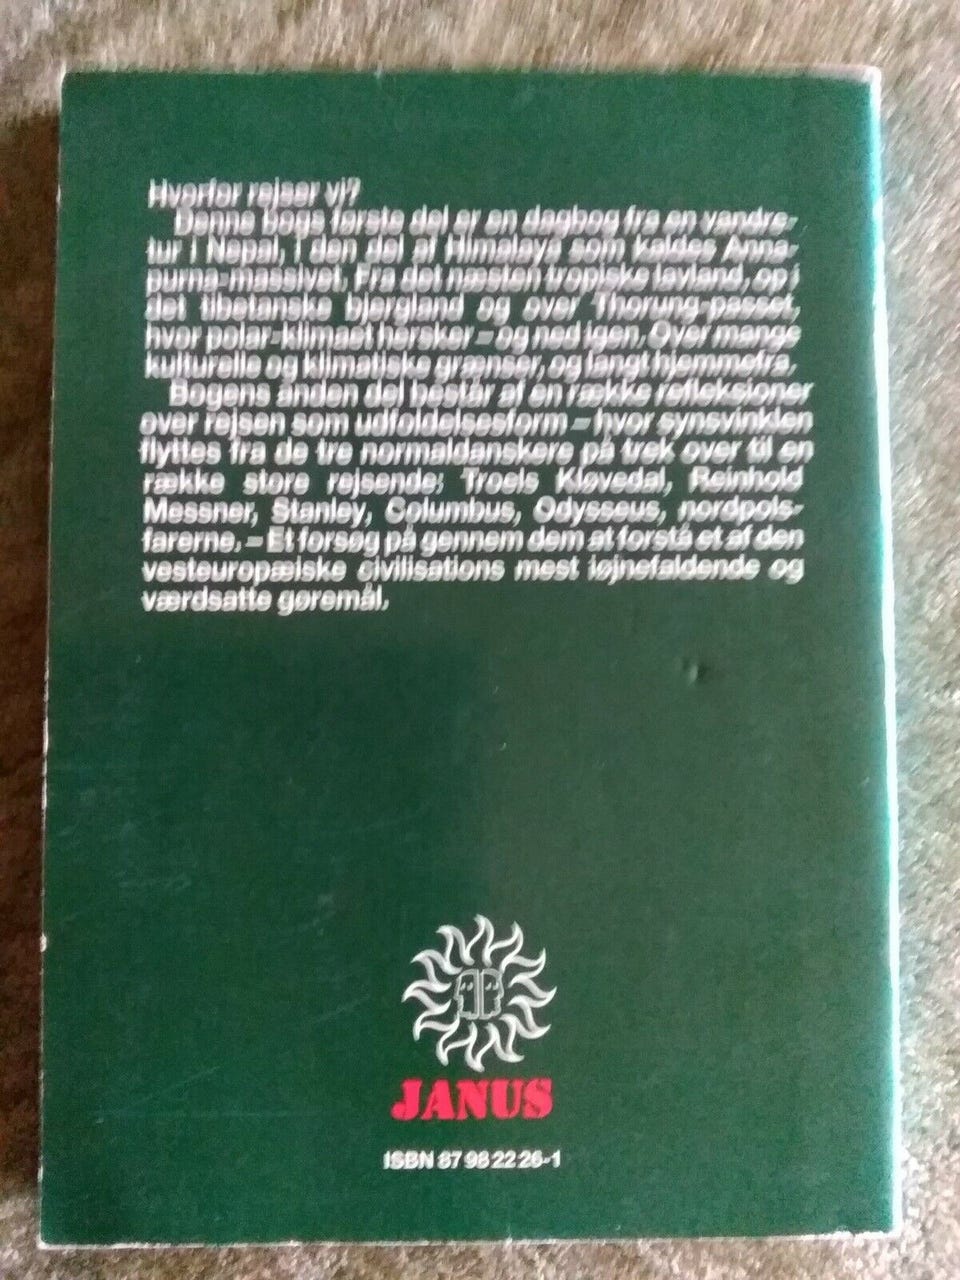 Hvorfor rejser vi?
Denne bogs første del er en dagbog fra en vandre-
tur i Nepal, i den del af Himalaya som kaldes Anna-
purna-massivet. Fra det næsten tropiske lavland, op i
det tibetanske bjergland og over Thorung-passet,
hvor polar-klimaet hersker – og ned igen. Over mange
kulturelle og klimatiske grænser, og langt hjemmefra.
Bogens anden del består af en række refleksioner
over rejsen som udfoldelsesform – hvor synsvinklen
flyttes fra de tre normaldanskere på trek over til en
række store rejsende; Troels Kløvedal, Reinhold
Messner, Stanley, Columbus, Odysseus, nordpols-
farerne. – Et forsøg på gennem dem at forstå et af den
vesteuropæiske civilisations mest iøjnefaldende og
værdsatte gøremål.
JANUS
ISBN 87 98 22 26-1